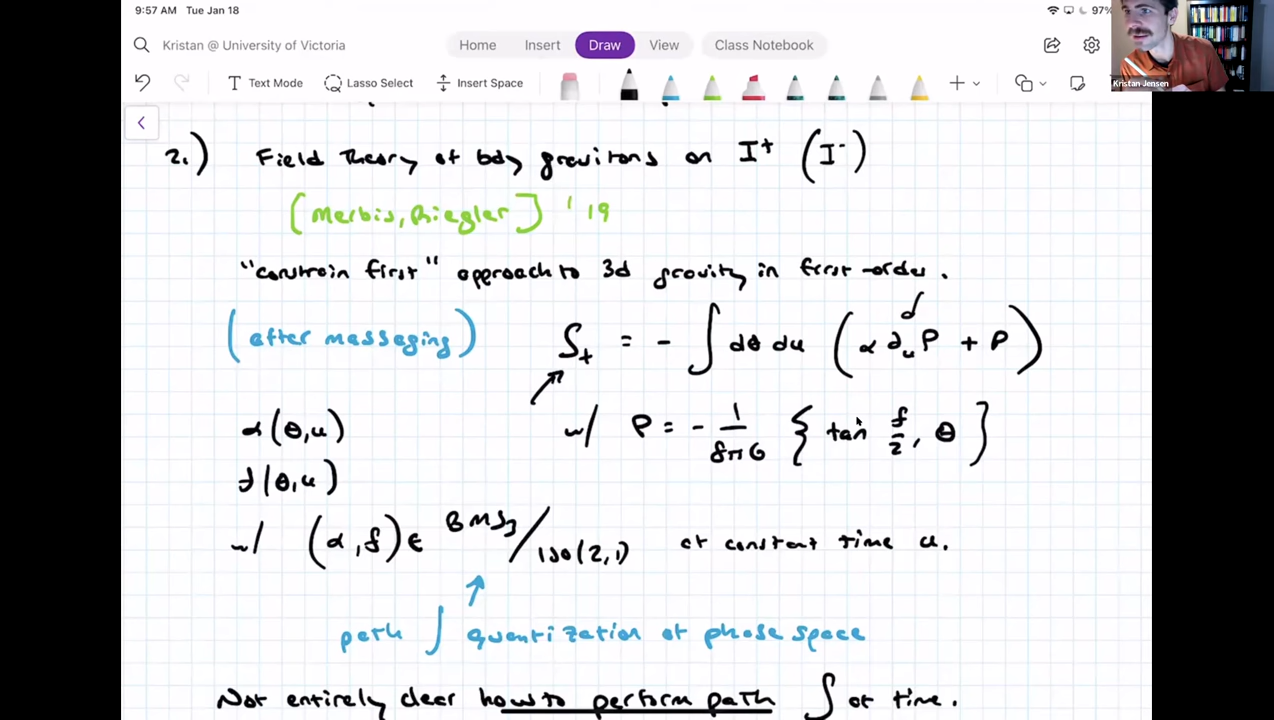 9:57 AM Tue Jan 18
97%
Kristan @ University of Victoria
Home Insert Draw View Class Notebook
Text Mode Lasso Select Insert Space
Kristan Jensen
2.) Field theory of bdy gravitons on I⁺ (I⁻)
[Merbis, Riegler] '19
"constrain first" approach to 3d gravity in first-order.
(after massaging) S₊ = - ∫ dθ du (α ∂ᵤ P + P)
w/ P = - 1/8πG { tan f/2, θ }
α(θ,u)
f(θ,u)
w/ (α, f) ∈ BMS₃/ISO(2,1) at constant time u.
path ∫ quantization of phase space
Not entirely clear how to perform path ∫ at time.